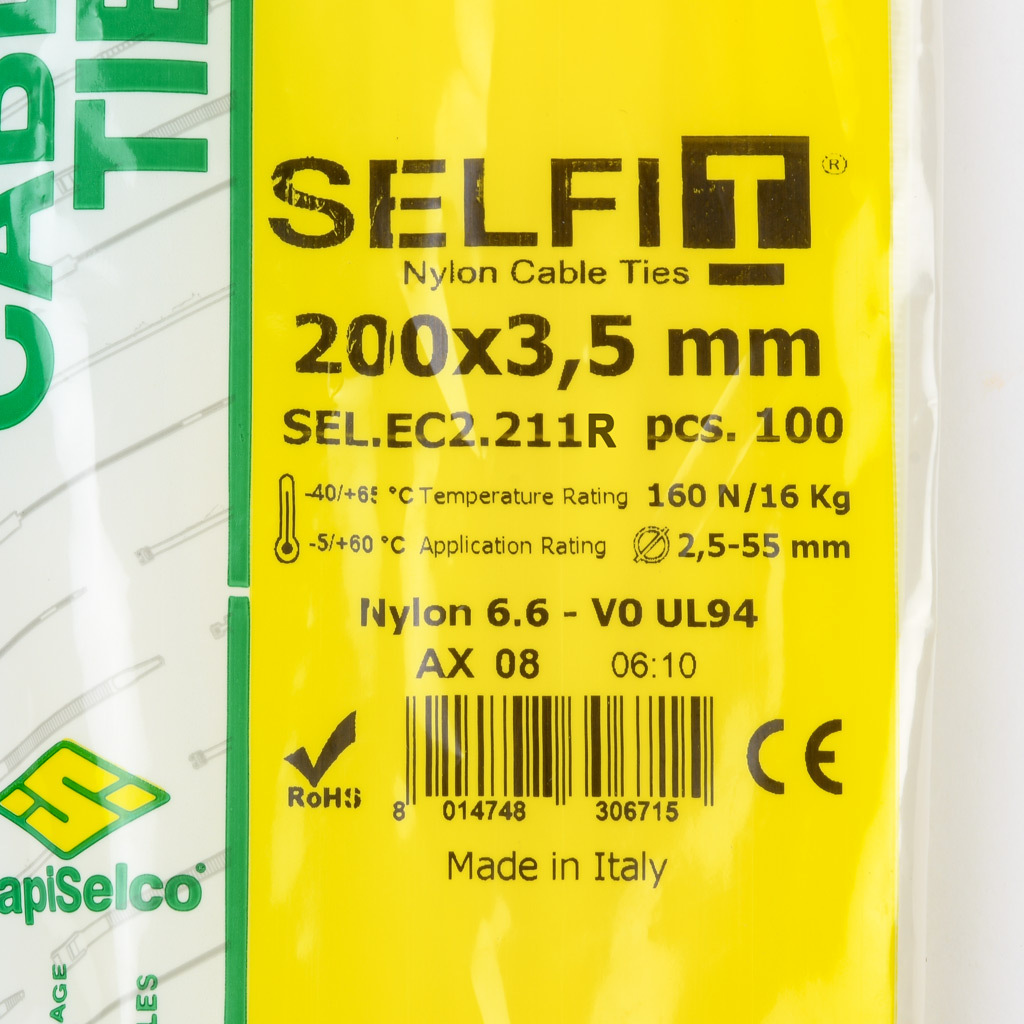 SELFIT®
Nylon Cable Ties
200x3,5 mm
SEL.EC2.211R pcs. 100
-40/+65 °C Temperature Rating 160 N/16 Kg
-5/+60 °C Application Rating 2,5-55 mm
Nylon 6.6 - V0 UL94
AX 08 06:10
RoHS
CE
8 014748 306715
Made in Italy